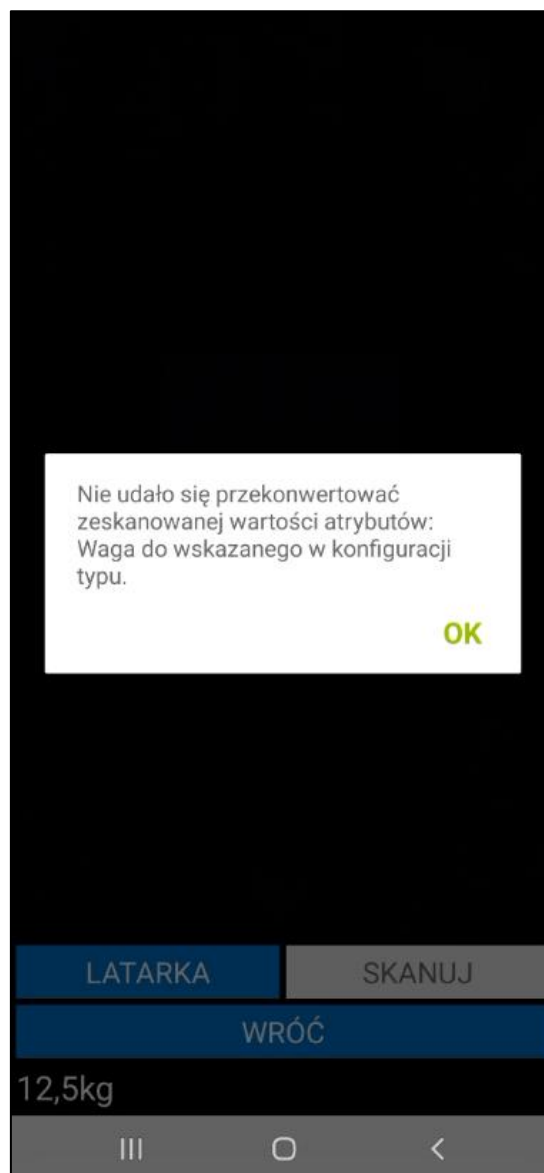 Nie udało się przekonwertować
zeskanowanej wartości atrybutów:
Waga do wskazanego w konfiguracji
typu.
OK
LATARKA
SKANUJ
WRÓĆ
12,5kg